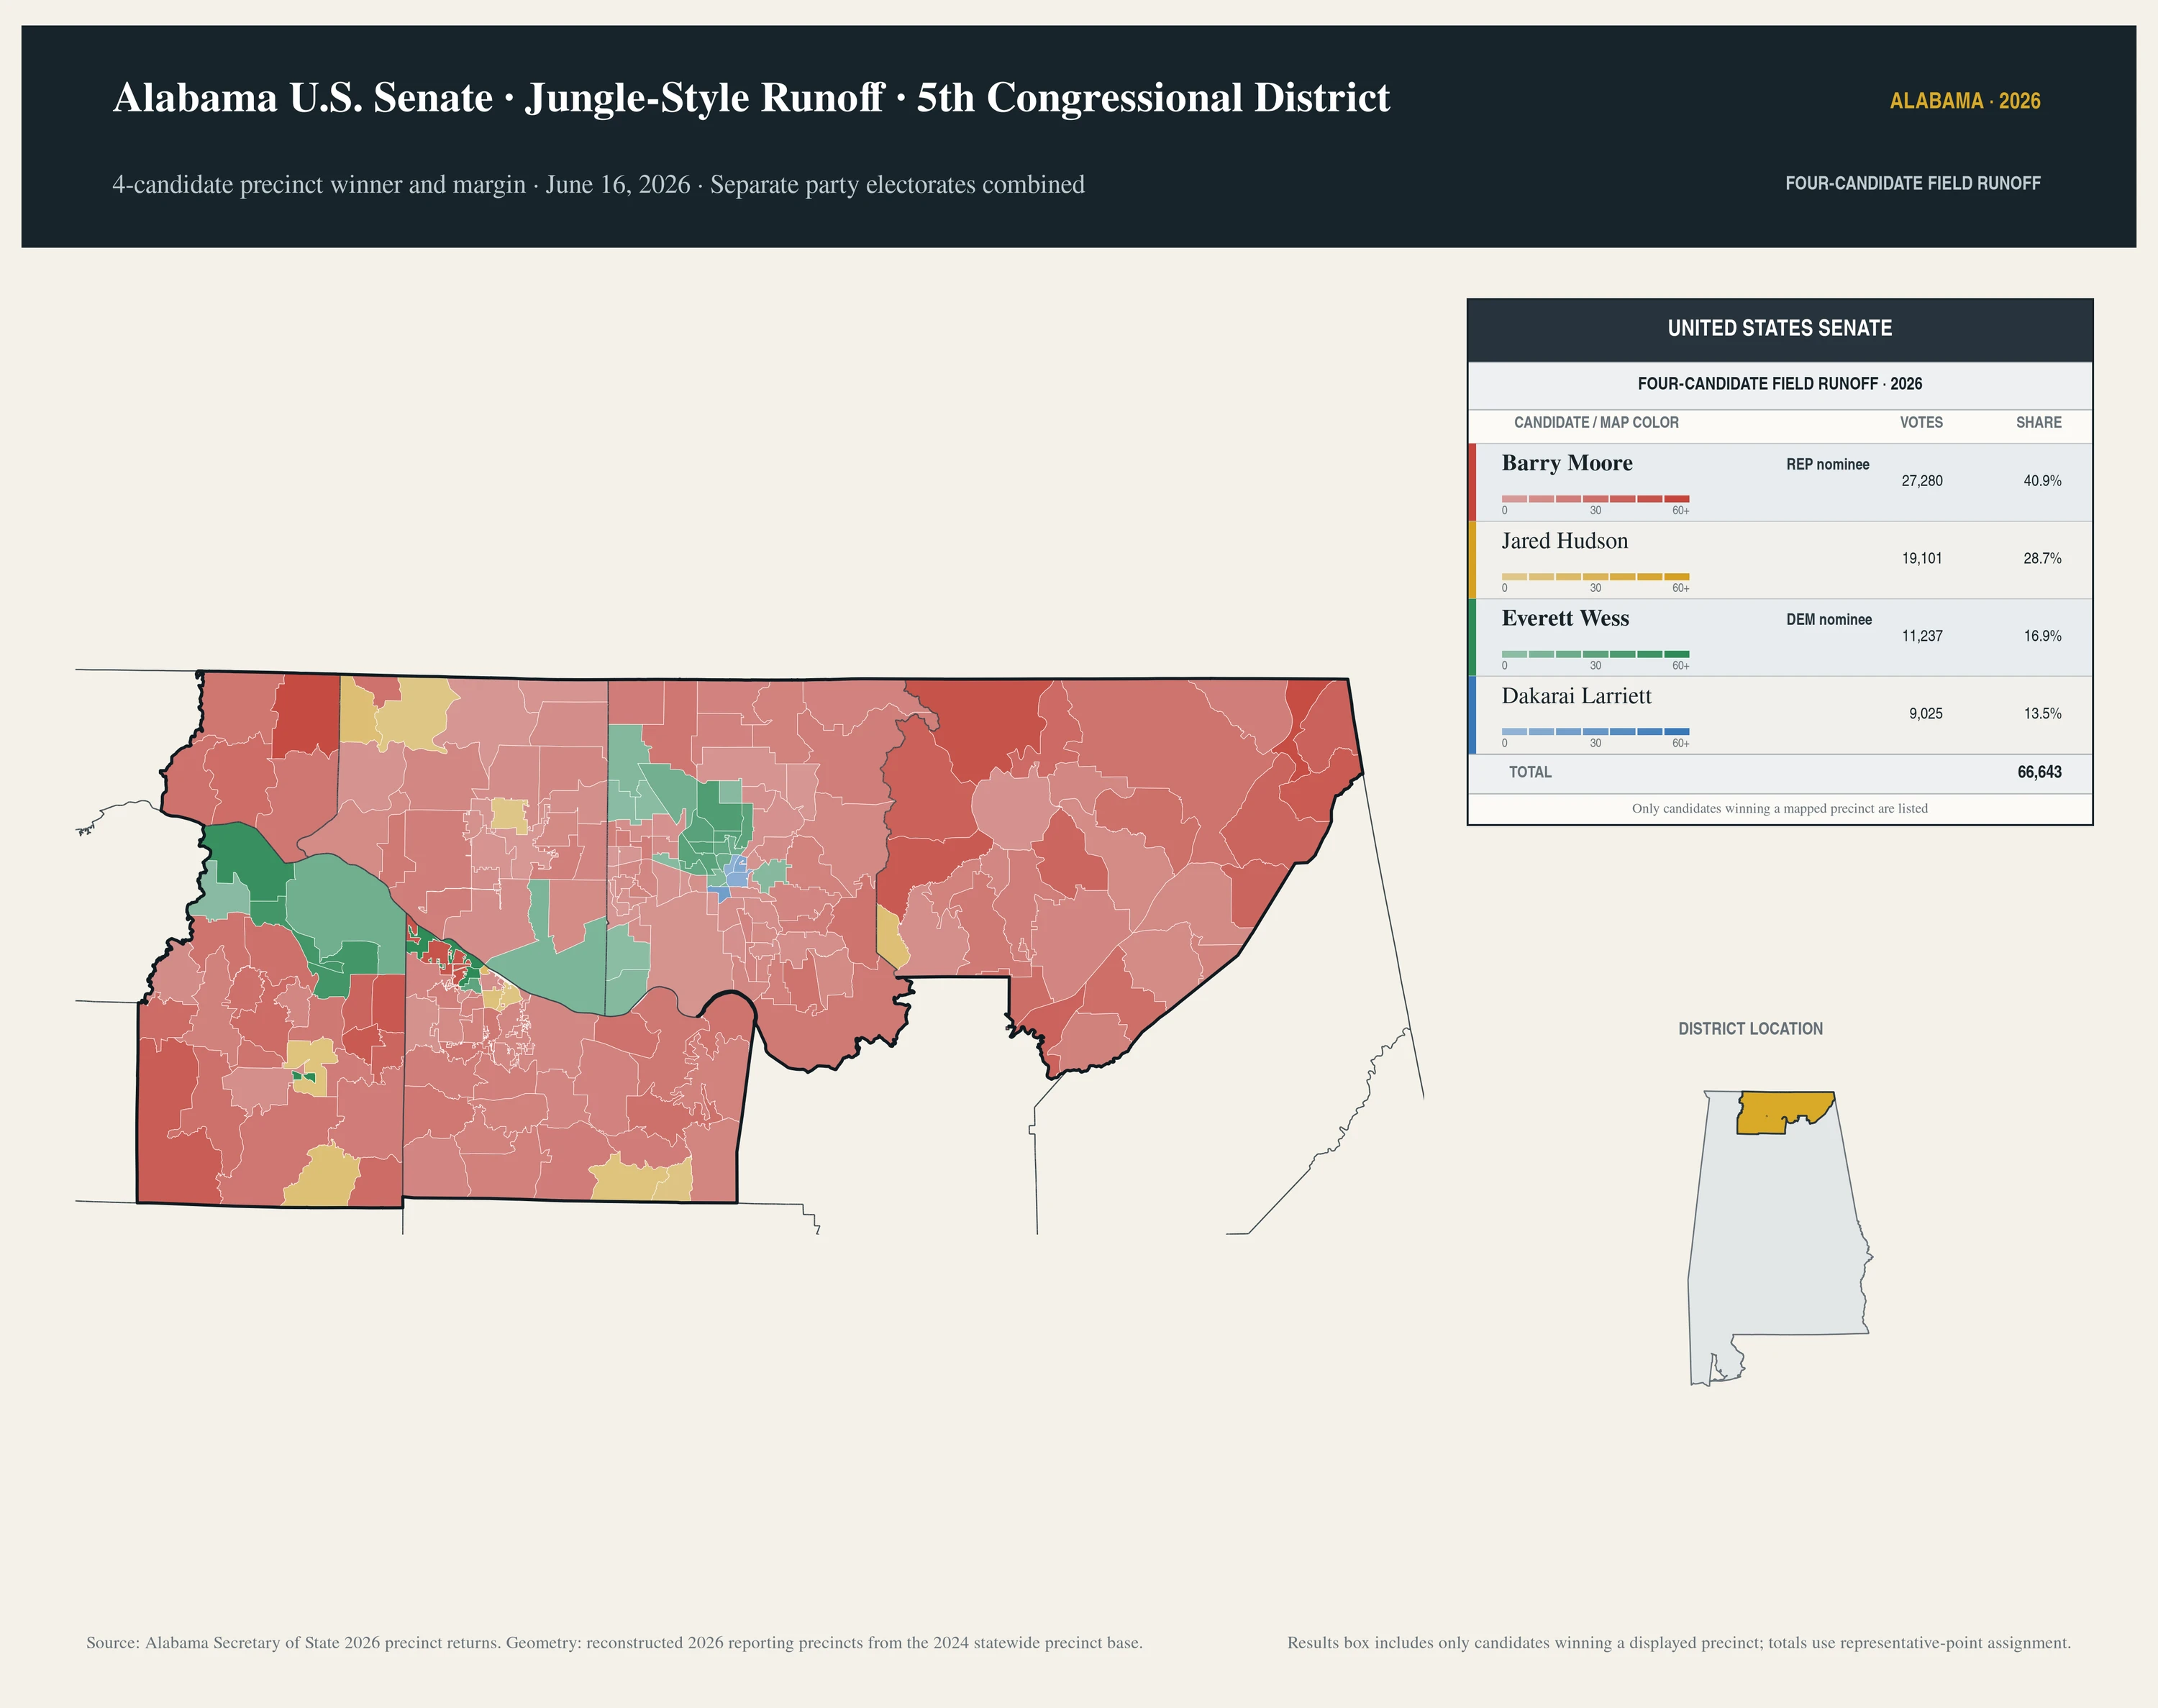 Alabama U.S. Senate · Jungle-Style Runoff · 5th Congressional District
ALABAMA · 2026
4-candidate precinct winner and margin · June 16, 2026 · Separate party electorates combined
FOUR-CANDIDATE FIELD RUNOFF
UNITED STATES SENATE
FOUR-CANDIDATE FIELD RUNOFF · 2026
CANDIDATE / MAP COLOR VOTES SHARE
Barry Moore REP nominee 27,280 40.9%
0 30 60+
Jared Hudson 19,101 28.7%
0 30 60+
Everett Wess DEM nominee 11,237 16.9%
0 30 60+
Dakarai Larriett 9,025 13.5%
0 30 60+
TOTAL 66,643
Only candidates winning a mapped precinct are listed
DISTRICT LOCATION
Source: Alabama Secretary of State 2026 precinct returns. Geometry: reconstructed 2026 reporting precincts from the 2024 statewide precinct base.
Results box includes only candidates winning a displayed precinct; totals use representative-point assignment.